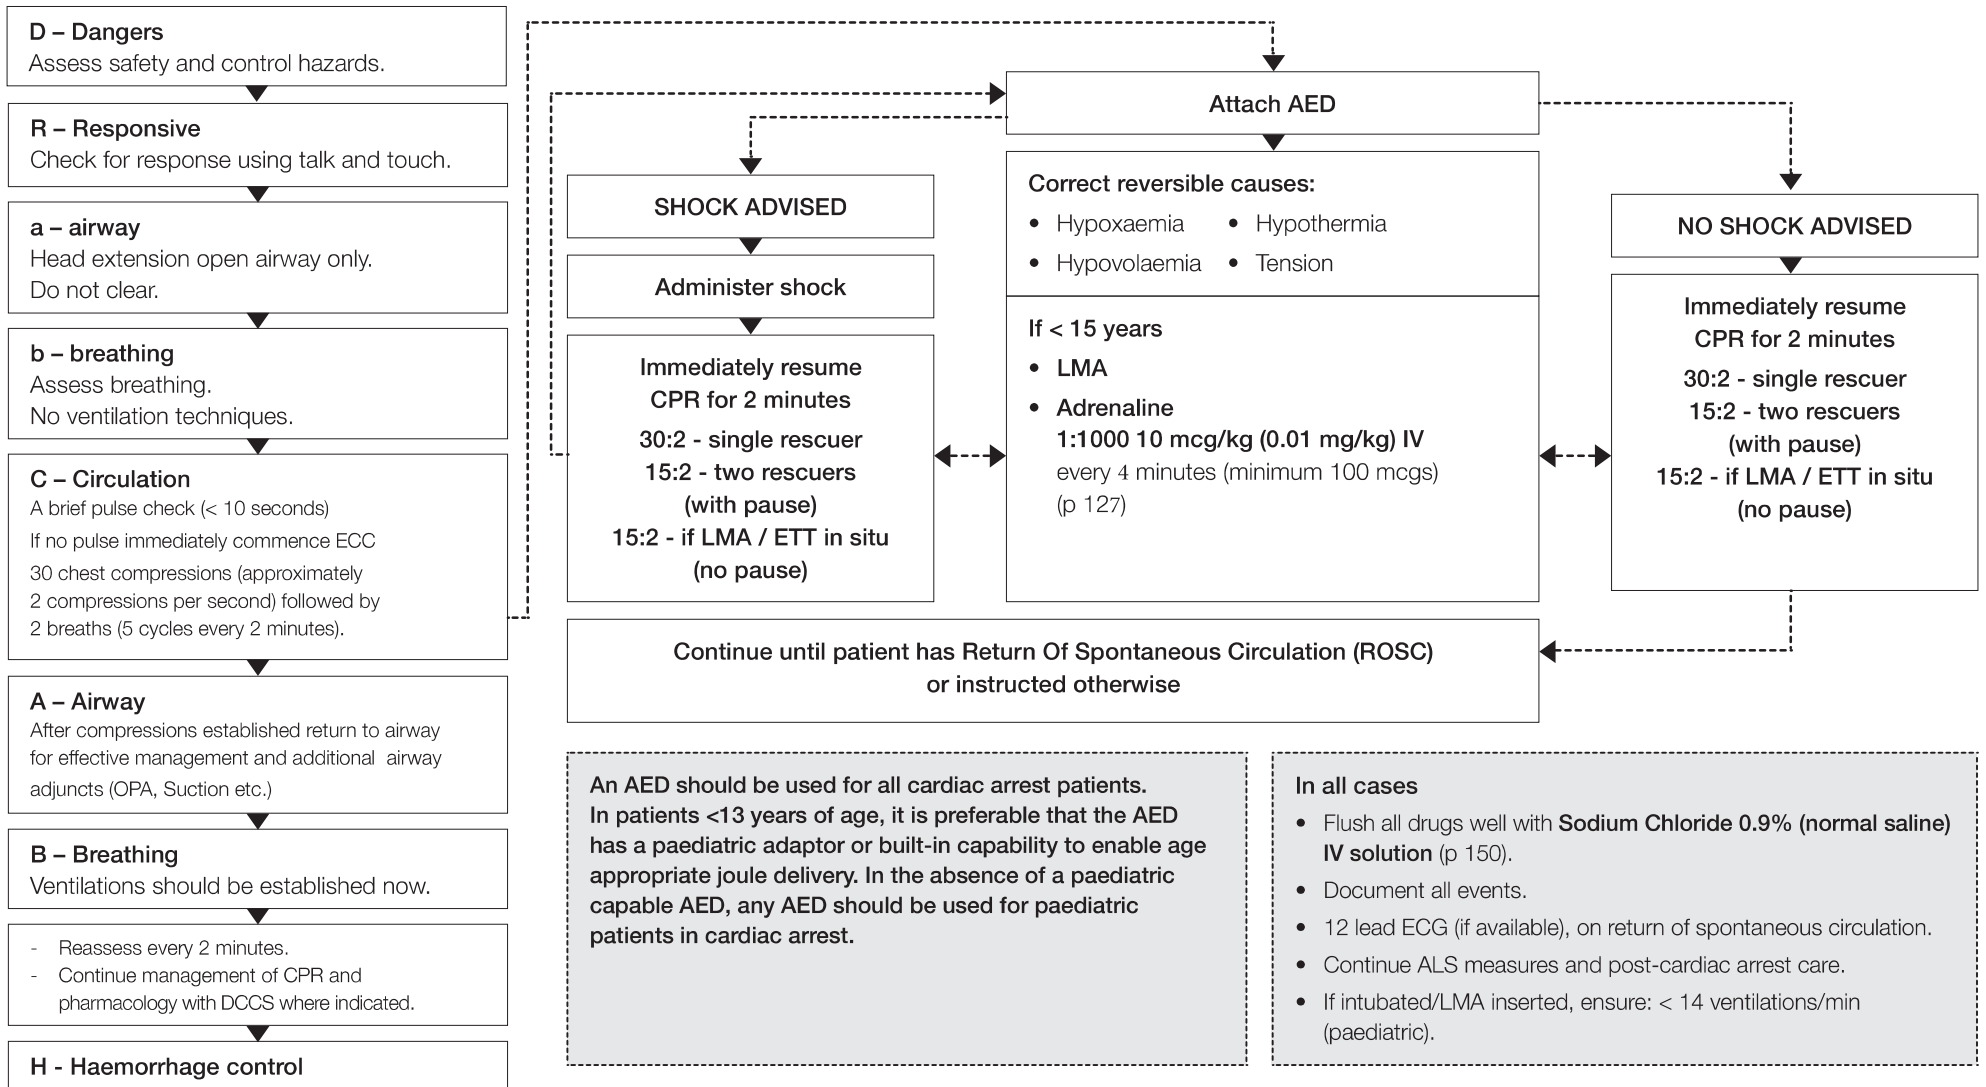 D – Dangers
Assess safety and control hazards.
R – Responsive
Check for response using talk and touch.
a – airway
Head extension open airway only.
Do not clear.
b – breathing
Assess breathing.
No ventilation techniques.
C – Circulation
A brief pulse check (< 10 seconds)
If no pulse immediately commence ECC
30 chest compressions (approximately
2 compressions per second) followed by
2 breaths (5 cycles every 2 minutes).
A – Airway
After compressions established return to airway
for effective management and additional airway
adjuncts (OPA, Suction etc.)
B – Breathing
Ventilations should be established now.
- Reassess every 2 minutes.
- Continue management of CPR and
pharmacology with DCCS where indicated.
H - Haemorrhage control
Attach AED
SHOCK ADVISED
Administer shock
Immediately resume
CPR for 2 minutes
30:2 - single rescuer
15:2 - two rescuers
(with pause)
15:2 - if LMA / ETT in situ
(no pause)
Correct reversible causes:
• Hypoxaemia • Hypothermia
• Hypovolaemia • Tension
If < 15 years
• LMA
• Adrenaline
1:1000 10 mcg/kg (0.01 mg/kg) IV
every 4 minutes (minimum 100 mcgs)
(p 127)
NO SHOCK ADVISED
Immediately resume
CPR for 2 minutes
30:2 - single rescuer
15:2 - two rescuers
(with pause)
15:2 - if LMA / ETT in situ
(no pause)
Continue until patient has Return Of Spontaneous Circulation (ROSC)
or instructed otherwise
An AED should be used for all cardiac arrest patients.
In patients <13 years of age, it is preferable that the AED
has a paediatric adaptor or built-in capability to enable age
appropriate joule delivery. In the absence of a paediatric
capable AED, any AED should be used for paediatric
patients in cardiac arrest.
In all cases
• Flush all drugs well with Sodium Chloride 0.9% (normal saline)
IV solution (p 150).
• Document all events.
• 12 lead ECG (if available), on return of spontaneous circulation.
• Continue ALS measures and post-cardiac arrest care.
• If intubated/LMA inserted, ensure: < 14 ventilations/min
(paediatric).